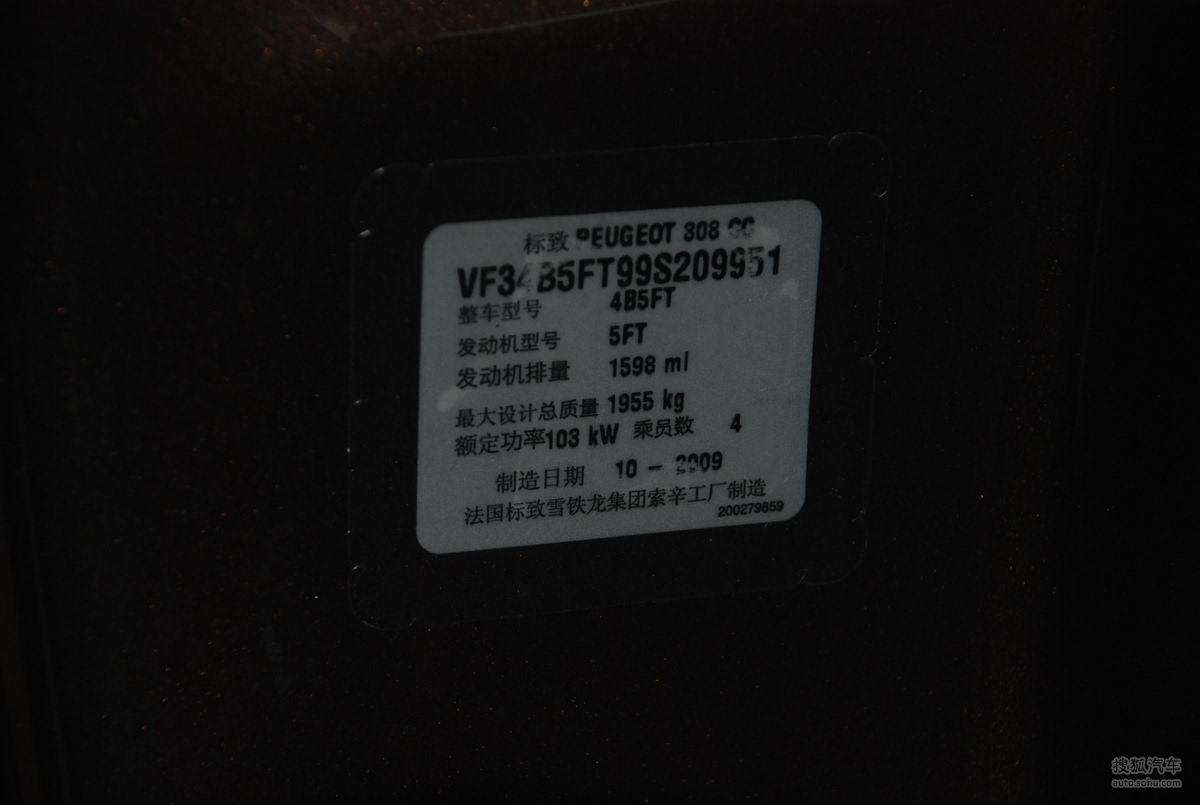 标致 PEUGEOT 308 CC
VF34B5FT99S209951
整车型号 4B5FT
发动机型号 5FT
发动机排量 1598 ml
最大设计总质量 1955 kg
额定功率103 kW 乘员数 4
制造日期 10 - 2009
法国标致雪铁龙集团索辛工厂制造
200279859
搜狐汽车
auto.sohu.com